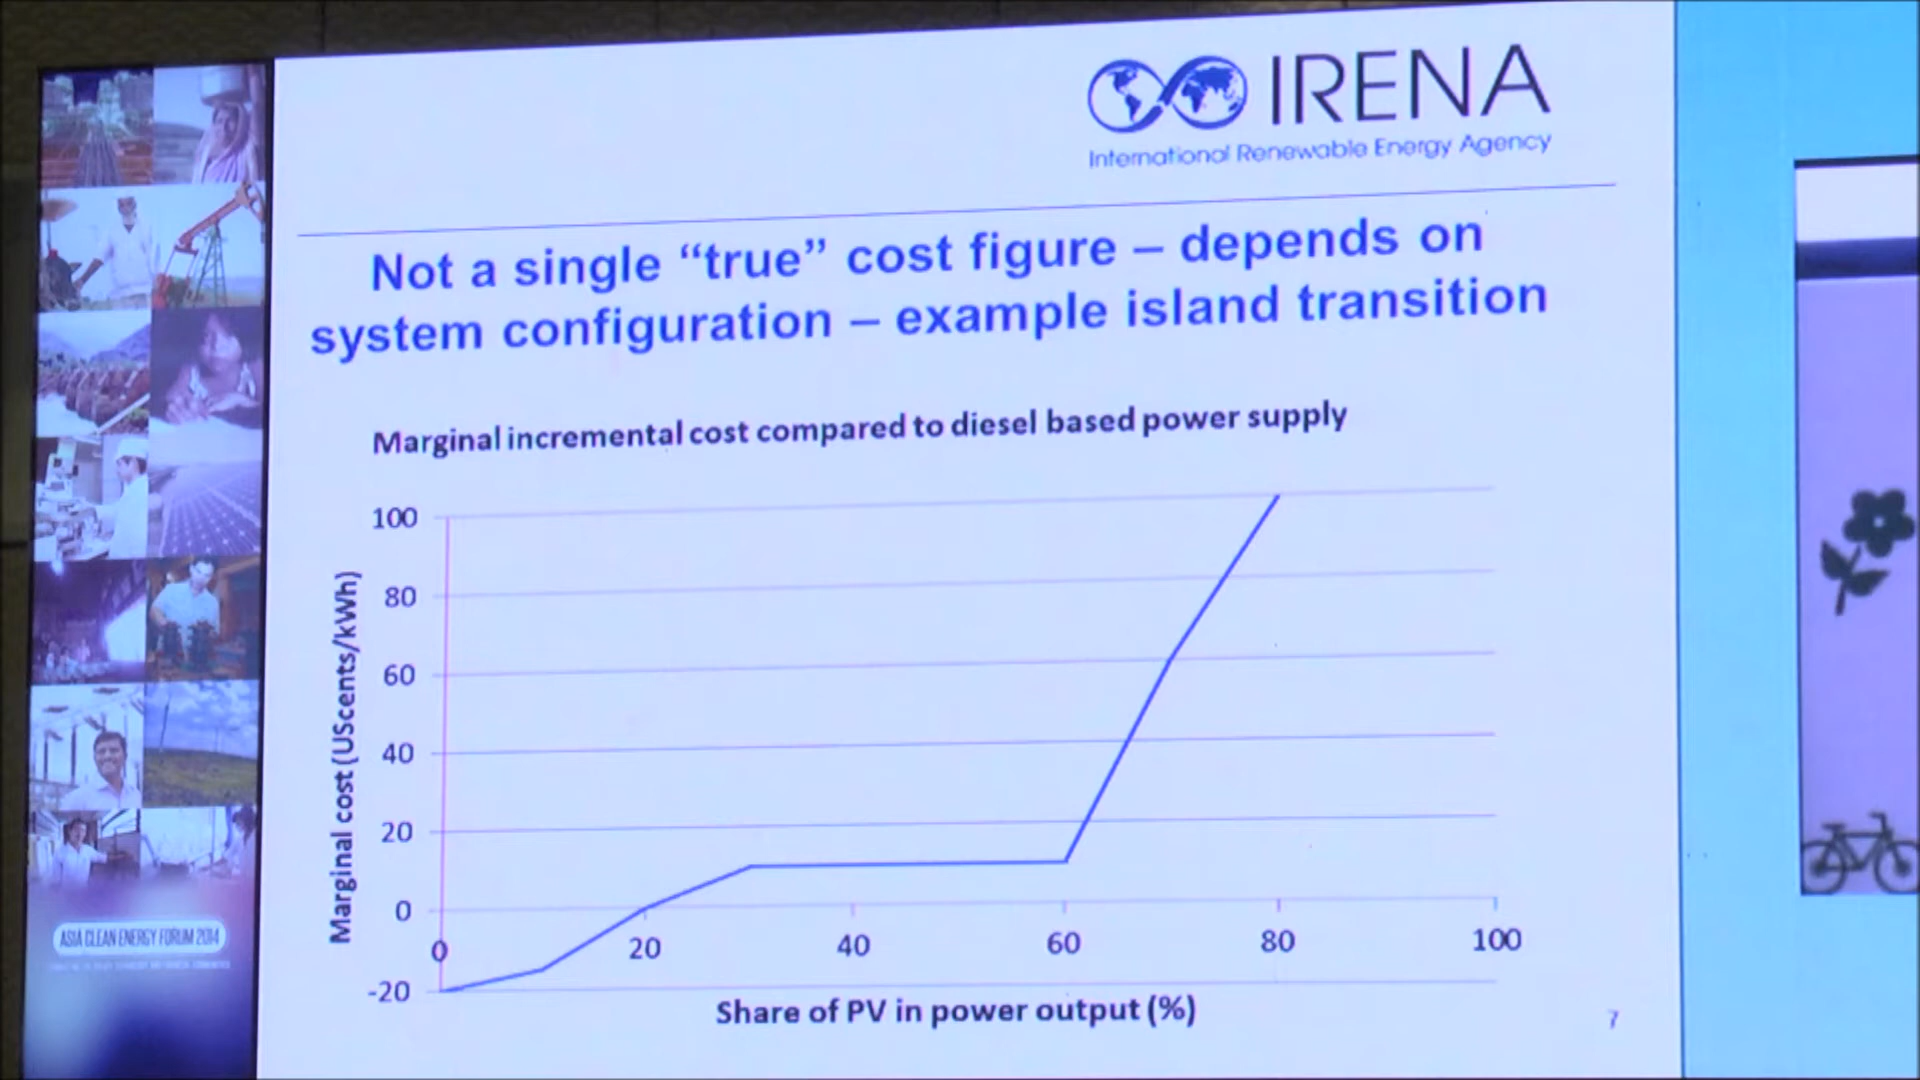 IRENA
International Renewable Energy Agency
Not a single “true” cost figure – depends on
system configuration – example island transition
Marginal incremental cost compared to diesel based power supply
Marginal cost (UScents/kWh)
100
80
60
40
20
0
-20
0
20
40
60
80
100
Share of PV in power output (%)
7
ASIA CLEAN ENERGY FORUM 2014